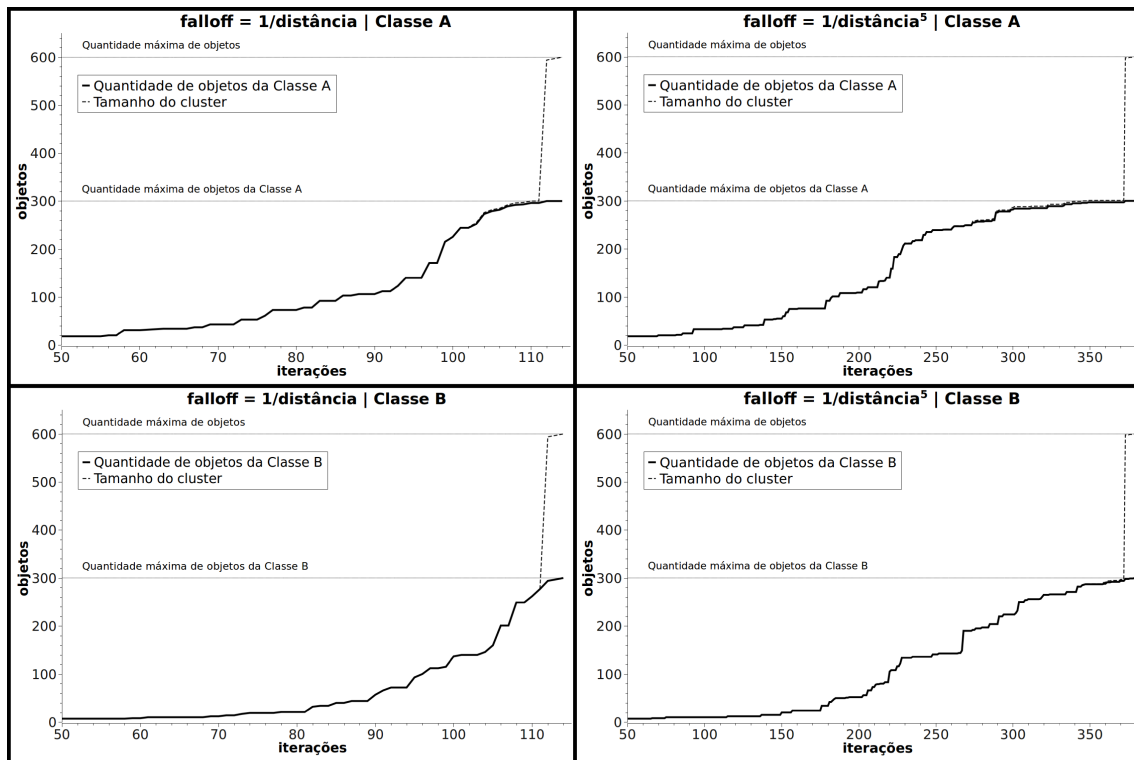 falloff = 1/distância | Classe A
Quantidade máxima de objetos
600
Quantidade de objetos da Classe A
Tamanho do cluster
500
400
objetos
Quantidade máxima de objetos da Classe A
300
200
100
0
50 60 70 80 90 100 110
iterações
falloff = 1/distância⁵ | Classe A
Quantidade máxima de objetos
600
Quantidade de objetos da Classe A
Tamanho do cluster
500
400
objetos
Quantidade máxima de objetos da Classe A
300
200
100
0
50 100 150 200 250 300 350
iterações
falloff = 1/distância | Classe B
Quantidade máxima de objetos
600
Quantidade de objetos da Classe B
Tamanho do cluster
500
400
objetos
Quantidade máxima de objetos da Classe B
300
200
100
0
50 60 70 80 90 100 110
iterações
falloff = 1/distância⁵ | Classe B
Quantidade máxima de objetos
600
Quantidade de objetos da Classe B
Tamanho do cluster
500
400
objetos
Quantidade máxima de objetos da Classe B
300
200
100
0
50 100 150 200 250 300 350
iterações